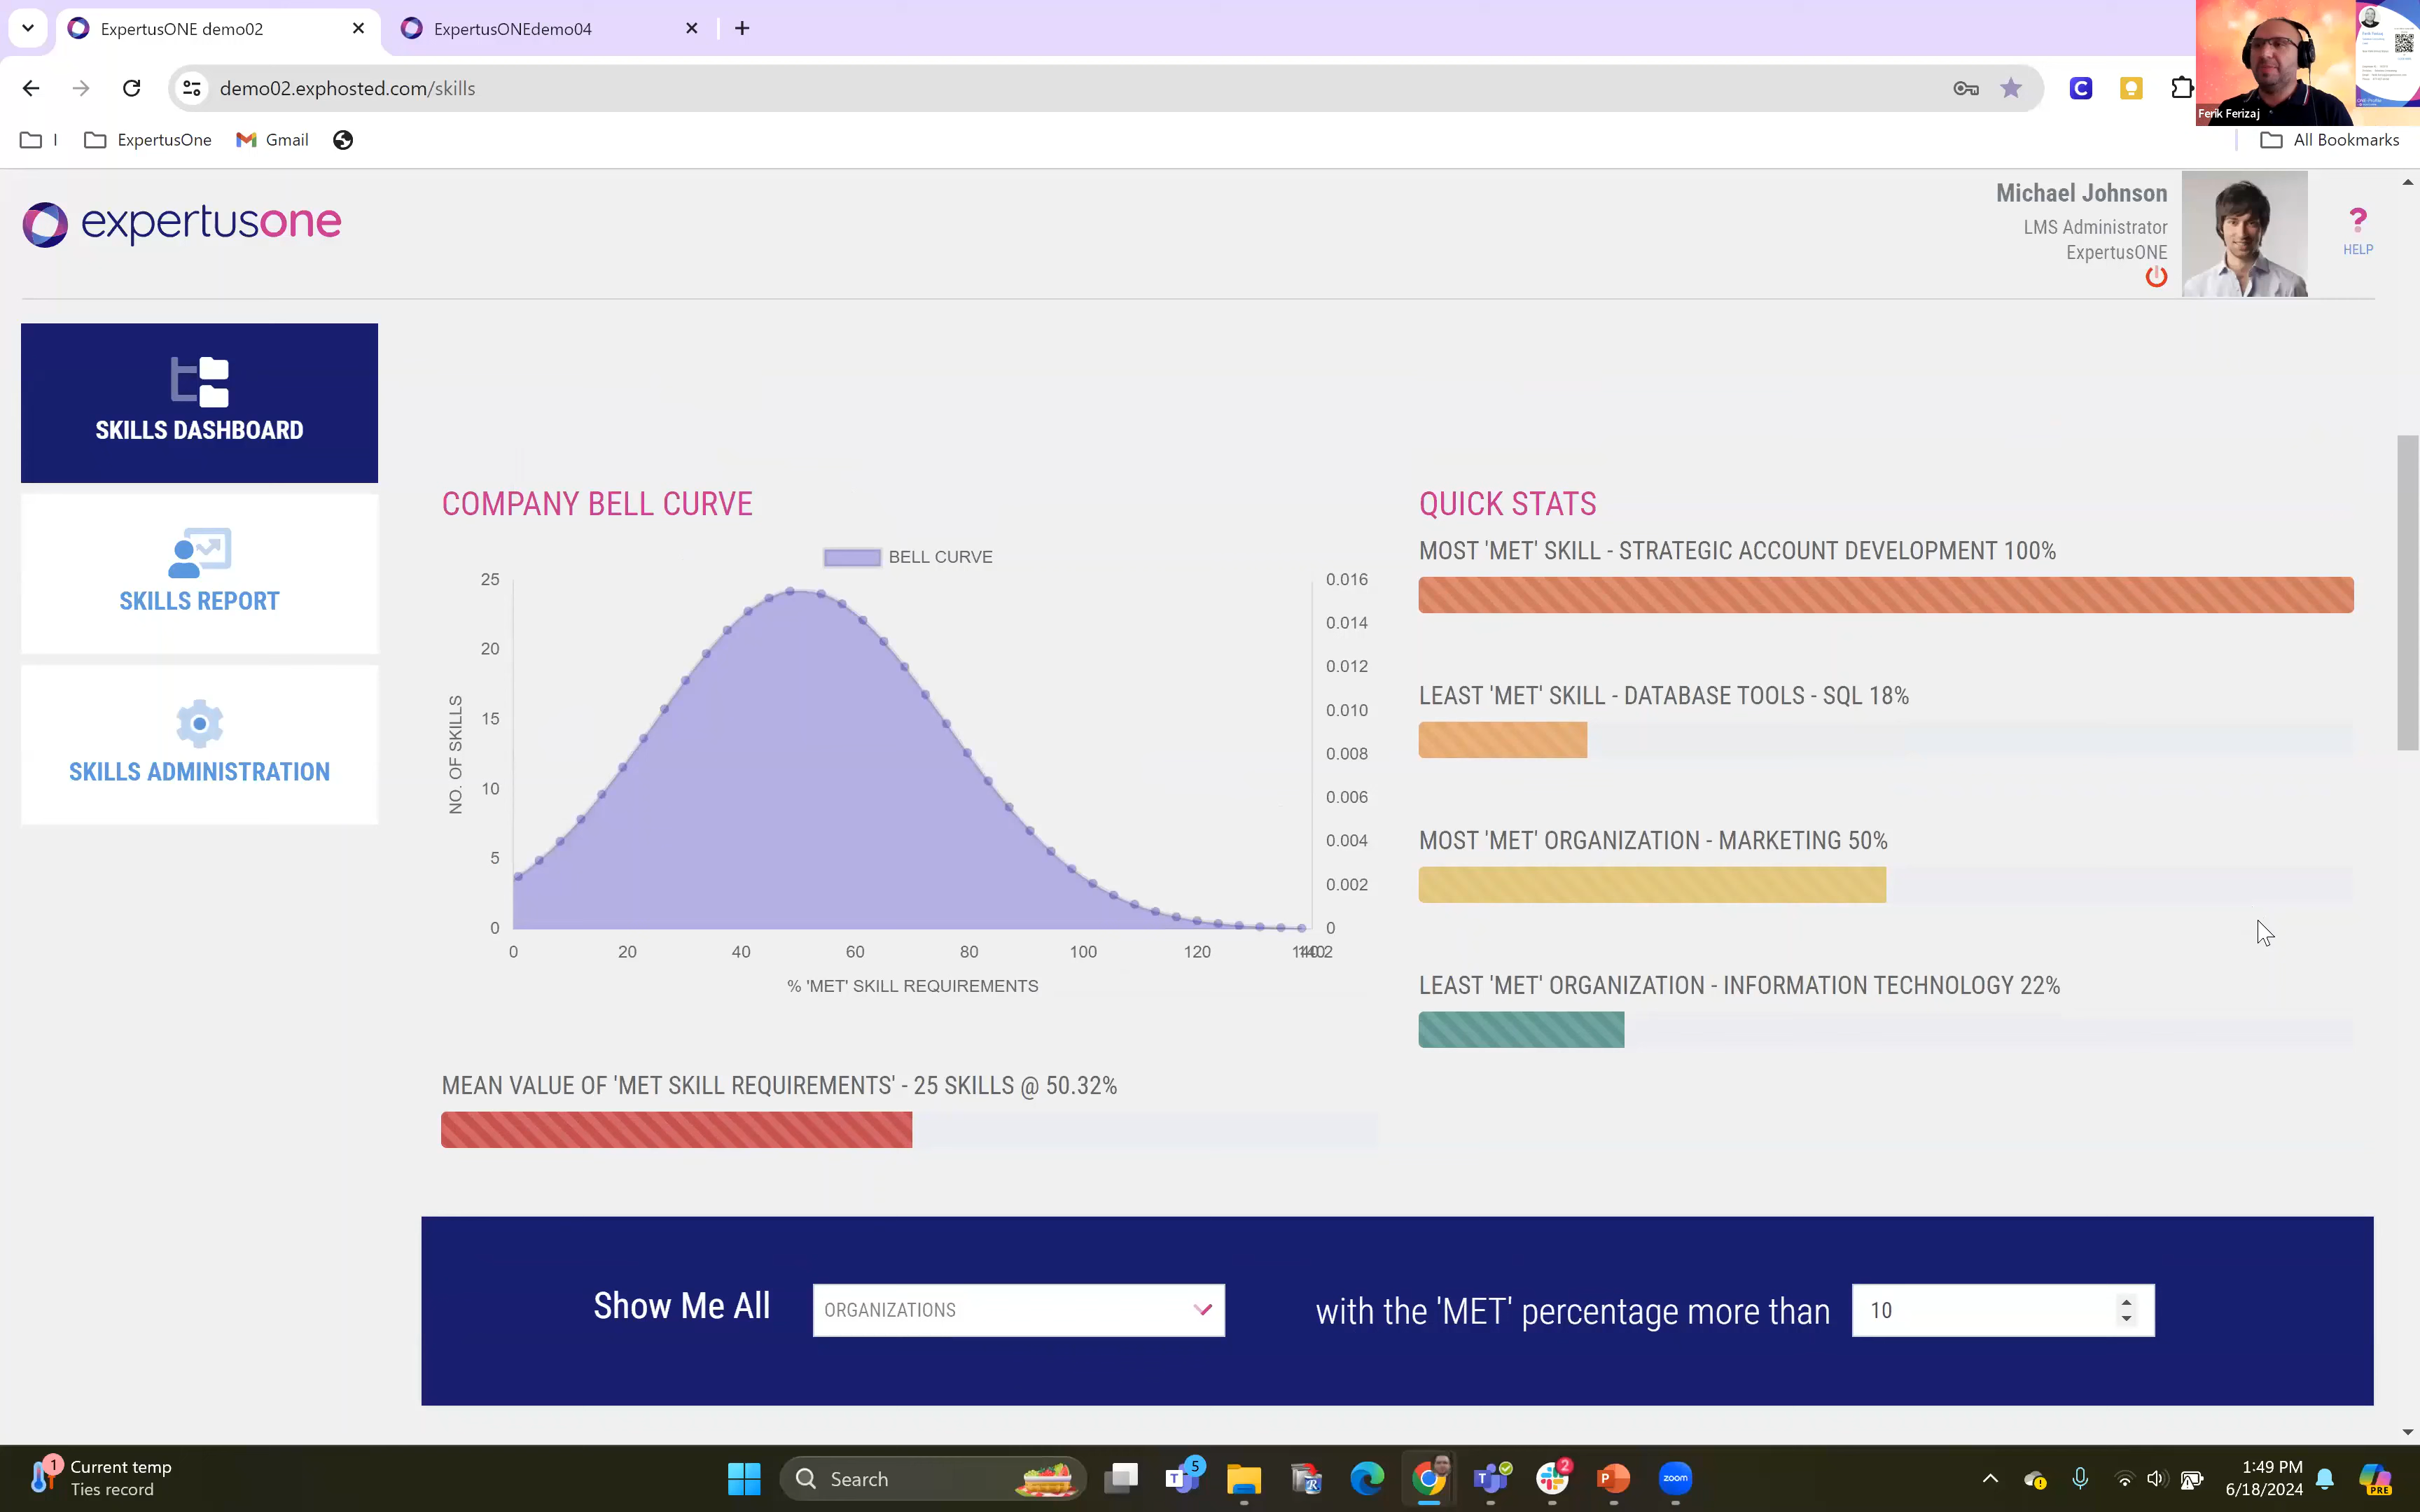 ExpertusONE demo02
ExpertusONEdemo04
demo02.exphosted.com/skills
Ferik Ferizaj
I
ExpertusOne
Gmail
All Bookmarks
expertusone
Michael Johnson
LMS Administrator
ExpertusONE
?
HELP
SKILLS DASHBOARD
SKILLS REPORT
SKILLS ADMINISTRATION
COMPANY BELL CURVE
BELL CURVE
25
20
15
10
5
0
NO. OF SKILLS
0.016
0.014
0.012
0.010
0.008
0.006
0.004
0.002
0
0 20 40 60 80 100 120
% 'MET' SKILL REQUIREMENTS
MEAN VALUE OF 'MET SKILL REQUIREMENTS' - 25 SKILLS @ 50.32%
QUICK STATS
MOST 'MET' SKILL - STRATEGIC ACCOUNT DEVELOPMENT 100%
LEAST 'MET' SKILL - DATABASE TOOLS - SQL 18%
MOST 'MET' ORGANIZATION - MARKETING 50%
LEAST 'MET' ORGANIZATION - INFORMATION TECHNOLOGY 22%
Show Me All ORGANIZATIONS with the 'MET' percentage more than 10
1
Current temp
Ties record
Search
5
2
zoom
1:49 PM
6/18/2024
PRE